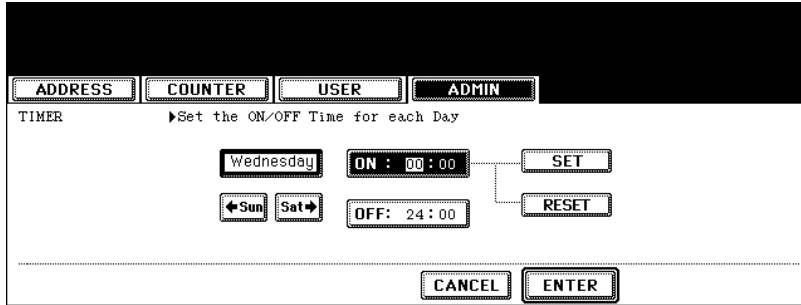 ADDRESS COUNTER USER ADMIN
TIMER ▶Set the ON/OFF Time for each Day
Wednesday ON : 00:00 SET
←Sun Sat→ OFF: 24:00 RESET
CANCEL ENTER